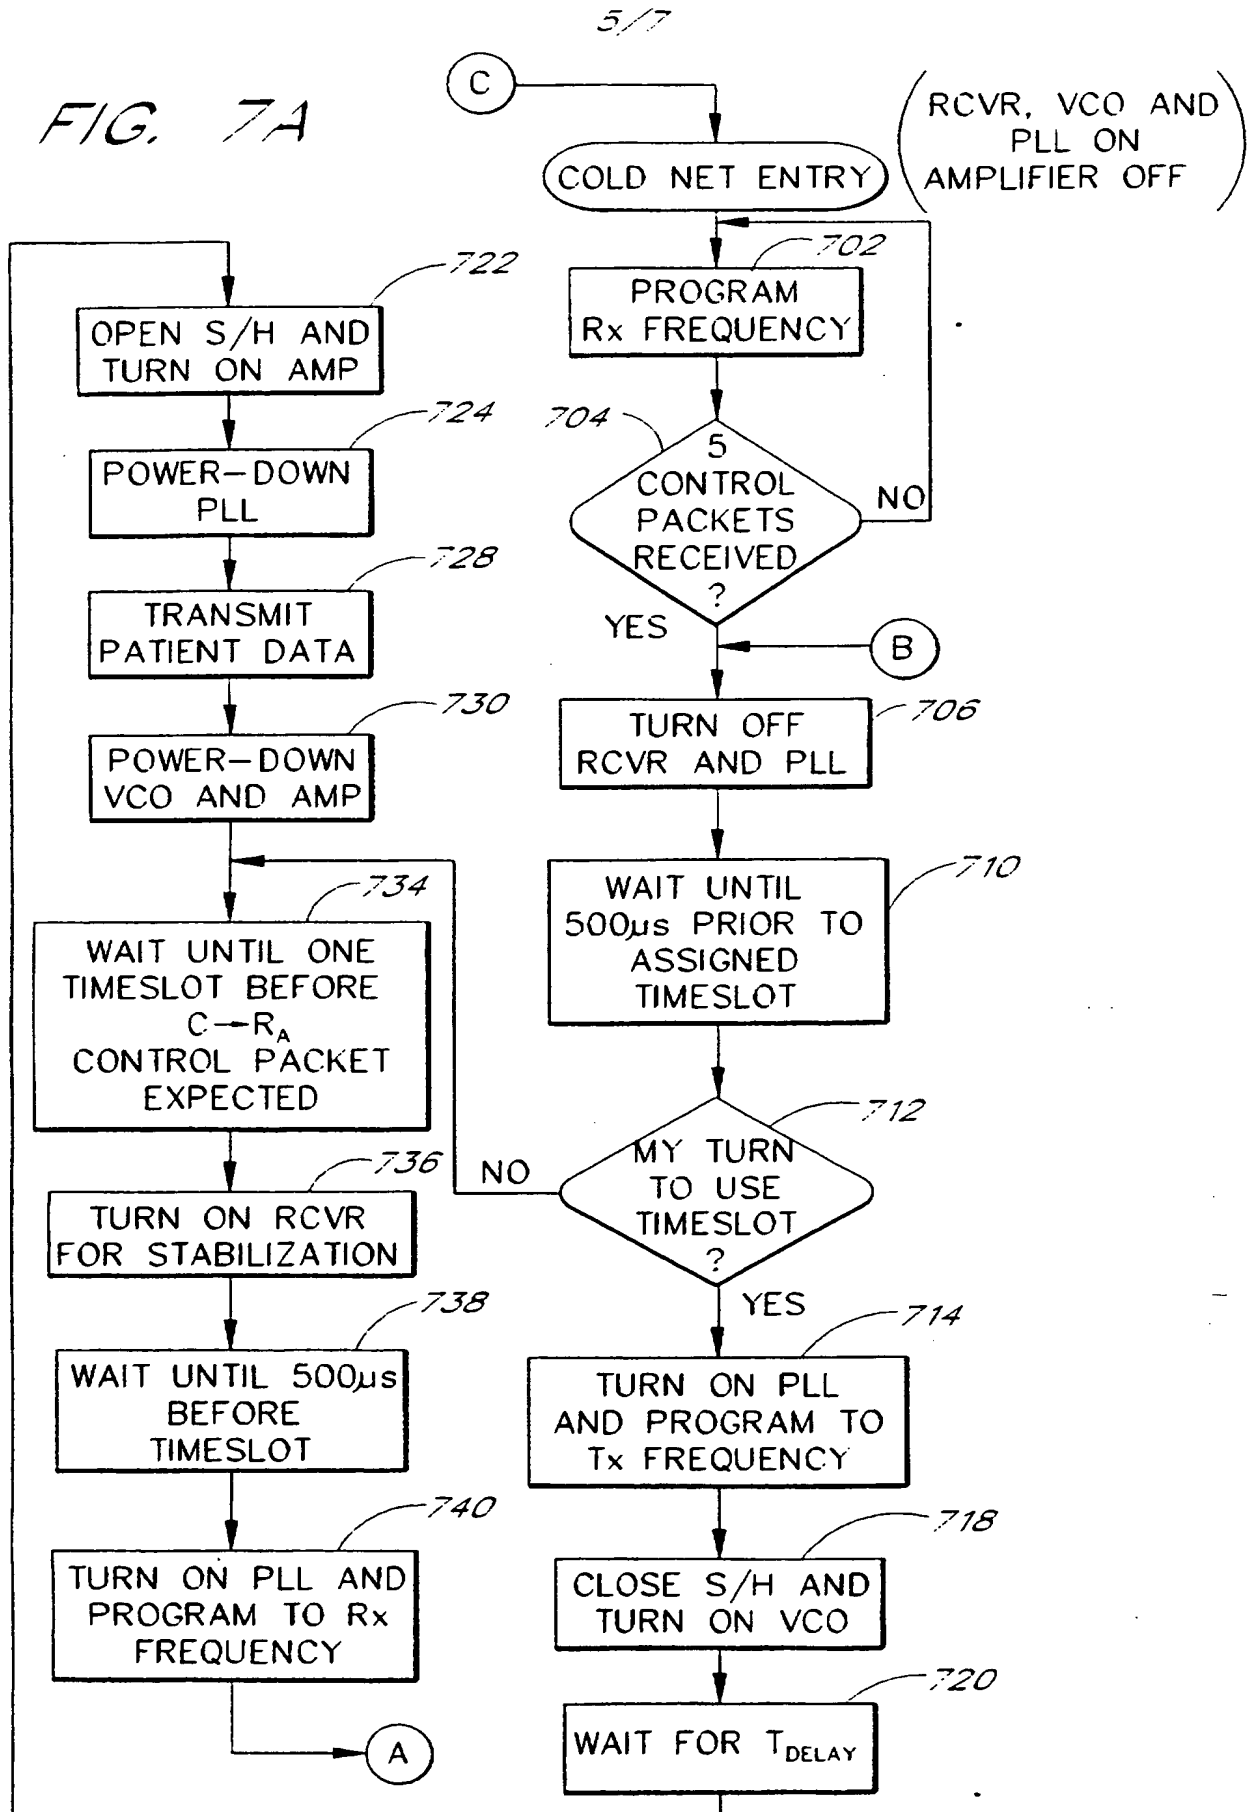 5/7
FIG. 7A
C
COLD NET ENTRY
RCVR, VCO AND
PLL ON
AMPLIFIER OFF
702
PROGRAM
Rx FREQUENCY
704
5
CONTROL
PACKETS
RECEIVED
?
NO
YES
B
706
TURN OFF
RCVR AND PLL
710
WAIT UNTIL
500µs PRIOR TO
ASSIGNED
TIMESLOT
712
MY TURN
TO USE
TIMESLOT
?
NO
YES
714
TURN ON PLL
AND PROGRAM TO
Tx FREQUENCY
718
CLOSE S/H AND
TURN ON VCO
720
WAIT FOR TDELAY
722
OPEN S/H AND
TURN ON AMP
724
POWER-DOWN
PLL
728
TRANSMIT
PATIENT DATA
730
POWER-DOWN
VCO AND AMP
734
WAIT UNTIL ONE
TIMESLOT BEFORE
C→RA
CONTROL PACKET
EXPECTED
736
TURN ON RCVR
FOR STABILIZATION
738
WAIT UNTIL 500µs
BEFORE
TIMESLOT
740
TURN ON PLL AND
PROGRAM TO Rx
FREQUENCY
A